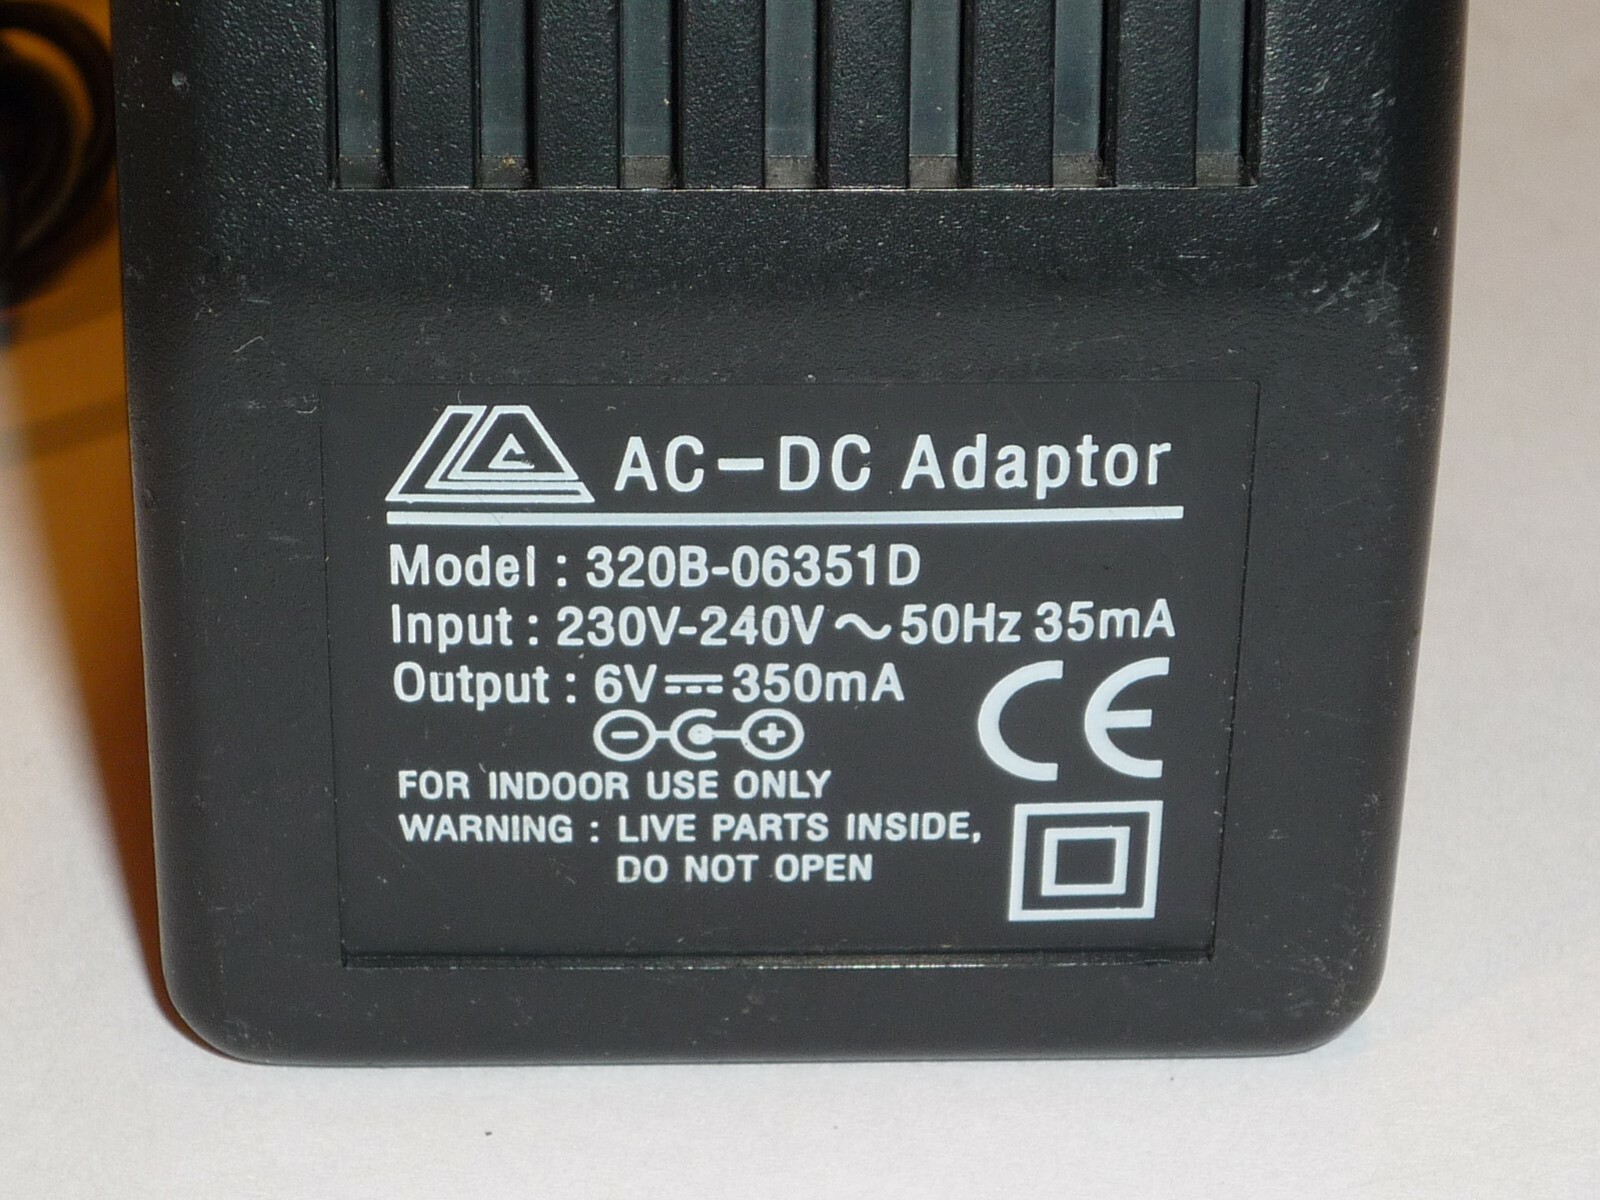 AC-DC Adaptor
Model : 320B-06351D
Input : 230V-240V ~ 50Hz 35mA
Output : 6V ⎓ 350mA
CE
FOR INDOOR USE ONLY
WARNING : LIVE PARTS INSIDE,
DO NOT OPEN